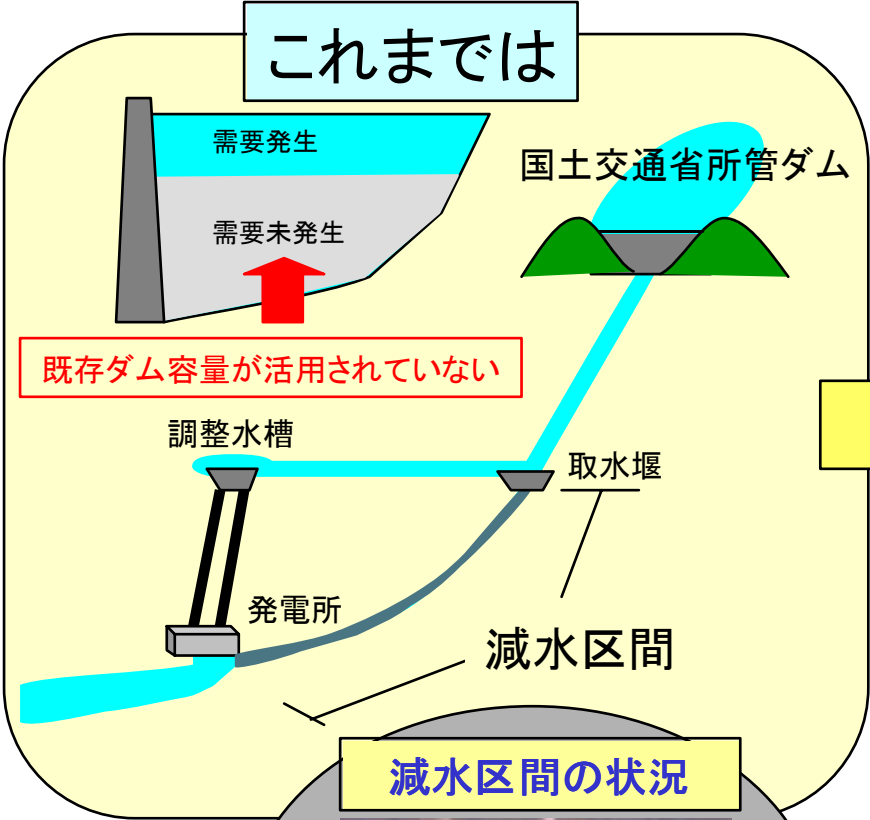 これまでは
需要発生
国土交通省所管ダム
需要未発生
既存ダム容量が活用されていない
調整水槽
取水堰
発電所
減水区間
減水区間の状況